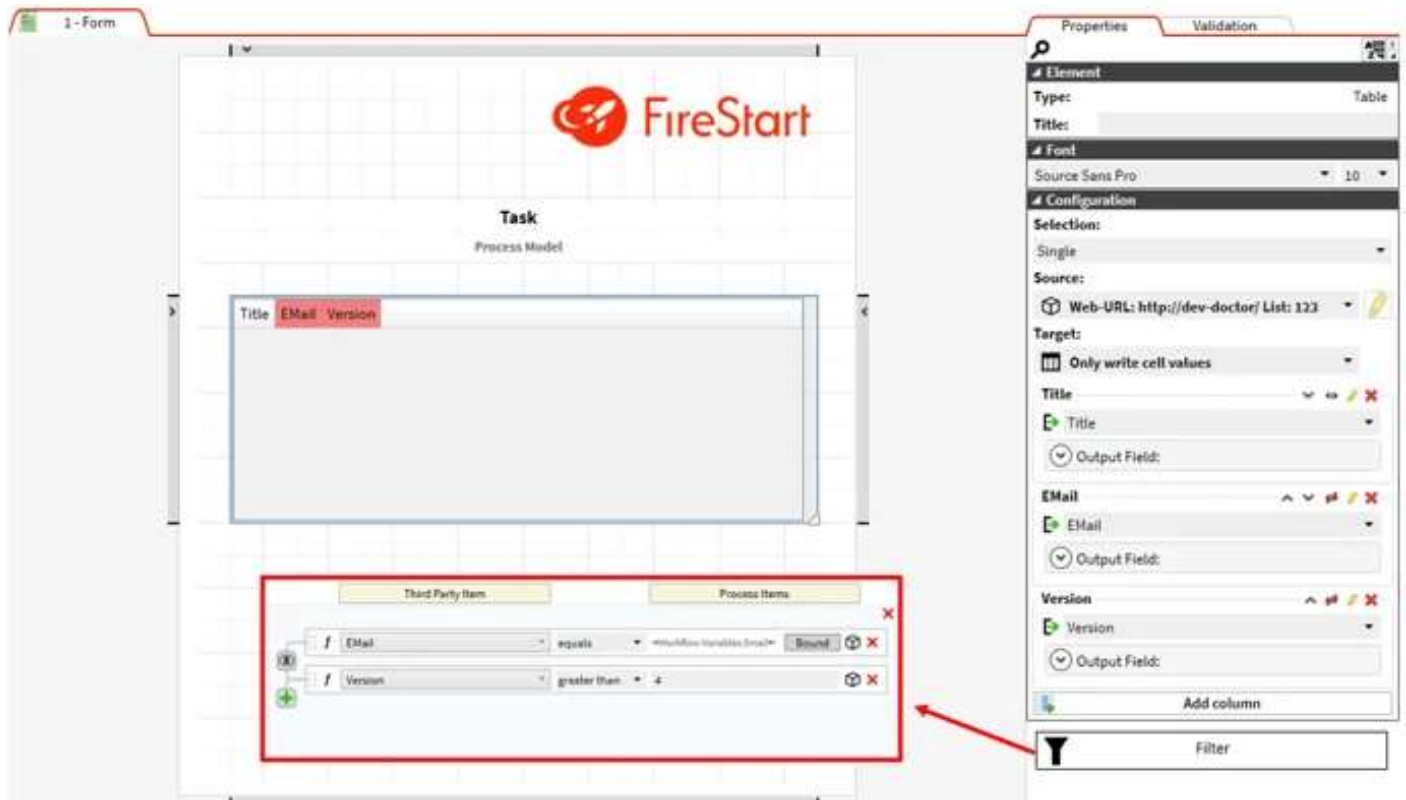 1 - Form
FireStart
Task
Process Model
Title EMail Version
Third Party Item Process Items
EMail equals <Workflow Variables.Email> Bound
Version greater than 4
Properties Validation
Element
Type: Table
Title:
Font
Source Sans Pro 10
Configuration
Selection:
Single
Source:
Web-URL: http://dev-doctor/ List: 123
Target:
Only write cell values
Title
Title
Output Field:
EMail
EMail
Output Field:
Version
Version
Output Field:
Add column
Filter